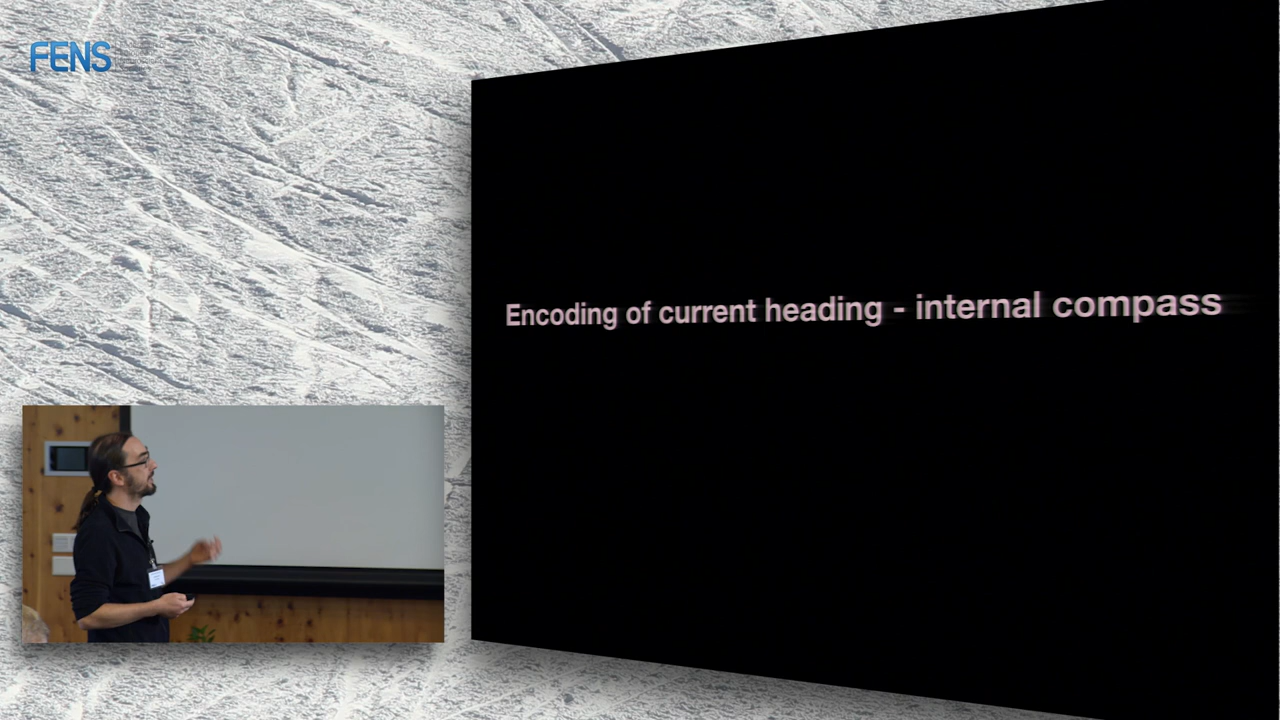 FENS
Encoding of current heading - internal compass